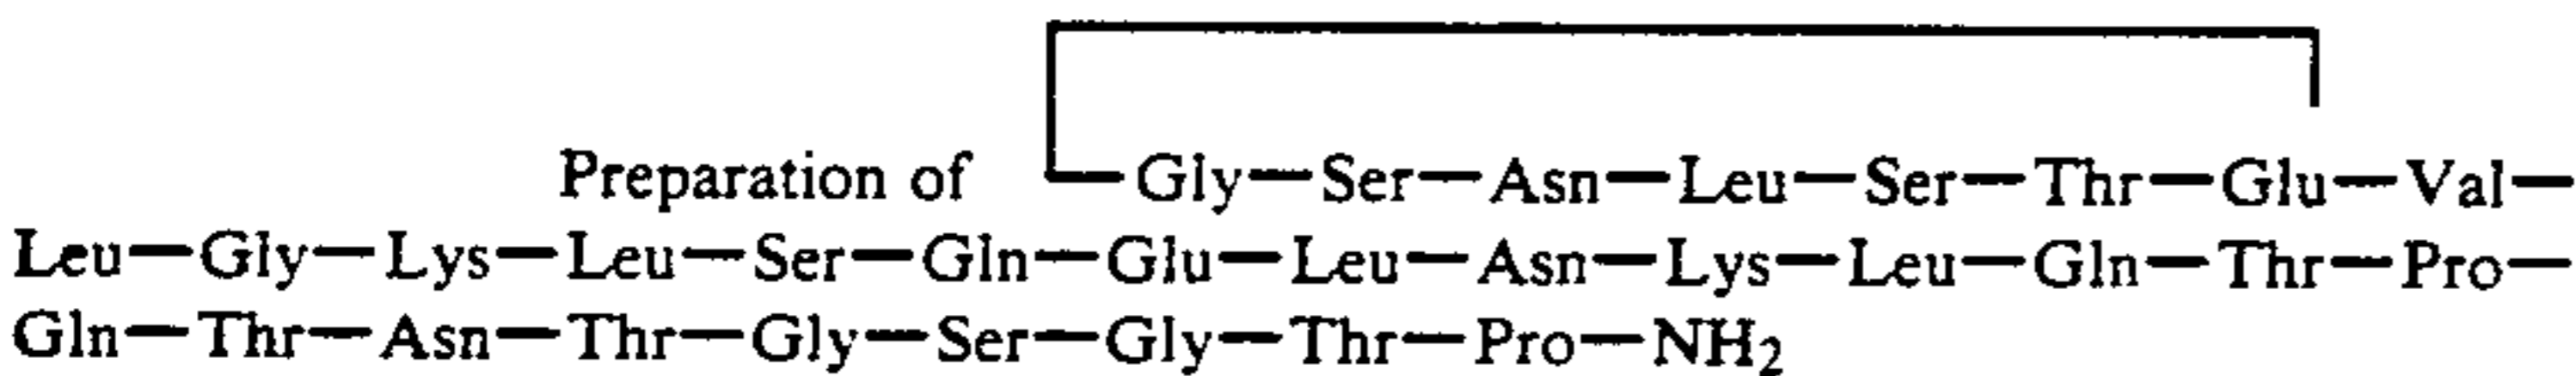 Preparation of Gly—Ser—Asn—Leu—Ser—Thr—Glu—Val—
Leu—Gly—Lys—Leu—Ser—Gln—Glu—Leu—Asn—Lys—Leu—Gln—Thr—Pro—
Gln—Thr—Asn—Thr—Gly—Ser—Gly—Thr—Pro—NH₂